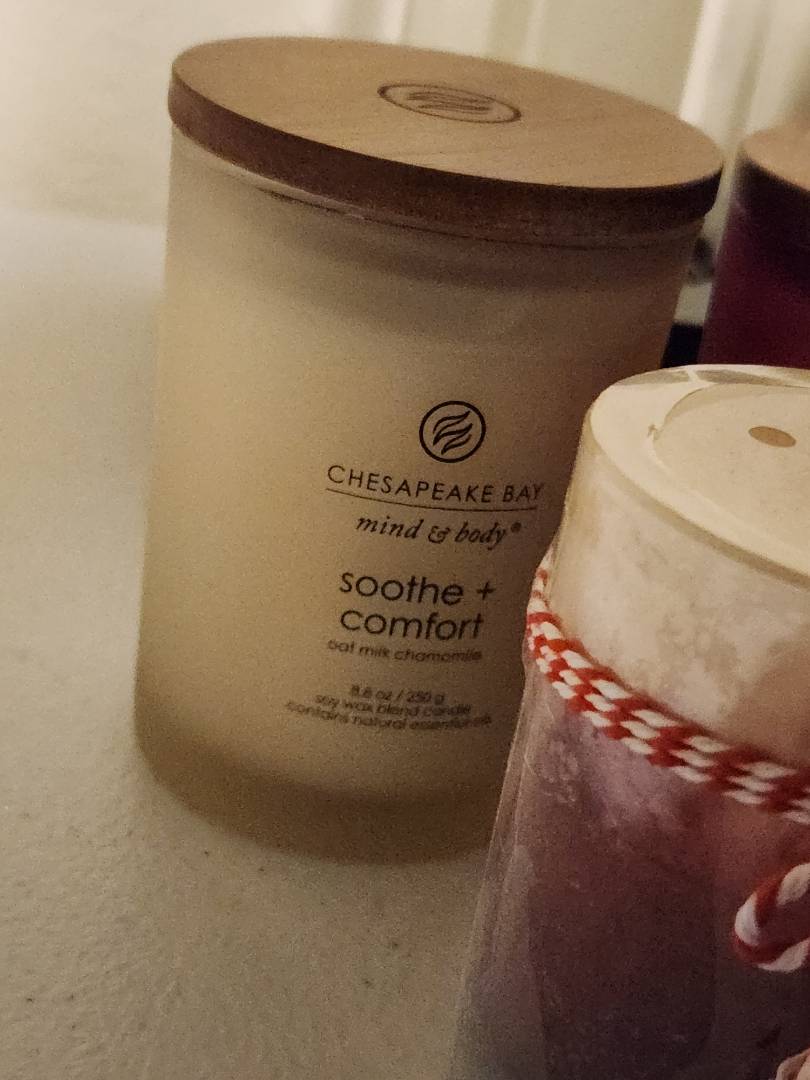 CHESAPEAKE BAY
mind & body®
soothe +
comfort
oat milk chamomile
8.8 oz / 250 g
soy wax blend candle
contains natural essential oils